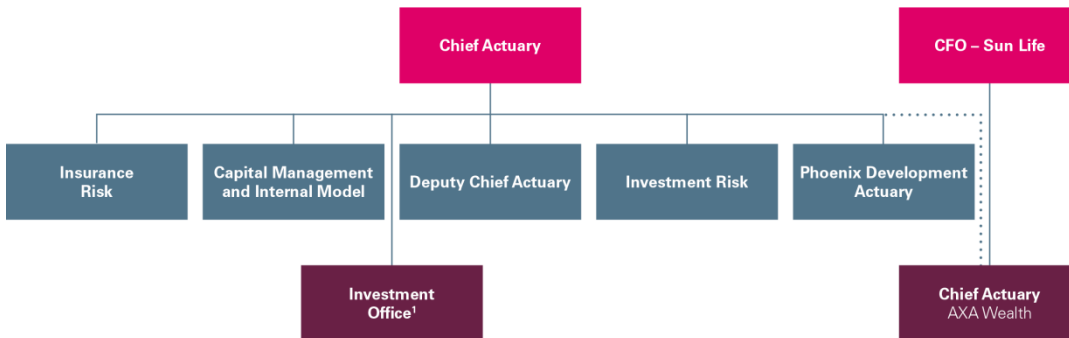 Chief Actuary
CFO – Sun Life
Insurance
Risk
Capital Management
and Internal Model
Deputy Chief Actuary
Investment Risk
Phoenix Development
Actuary
Investment
Office¹
Chief Actuary
AXA Wealth